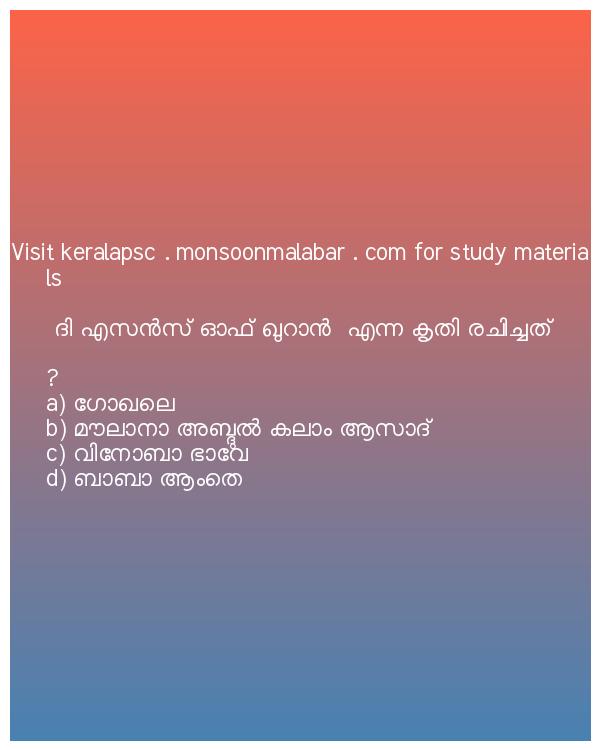 Visit keralapsc . monsoonmalabar . com for study materia
ls
ദി എസൻസ് ഓഫ് ഖുറാൻ എന്ന കൃതി രചിച്ചത്
?
a) ഗോഖലെ
b) മൗലാനാ അബ്ദുൽ കലാം ആസാദ്
c) വിനോബാ ഭാവേ
d) ബാബാ ആംതെ